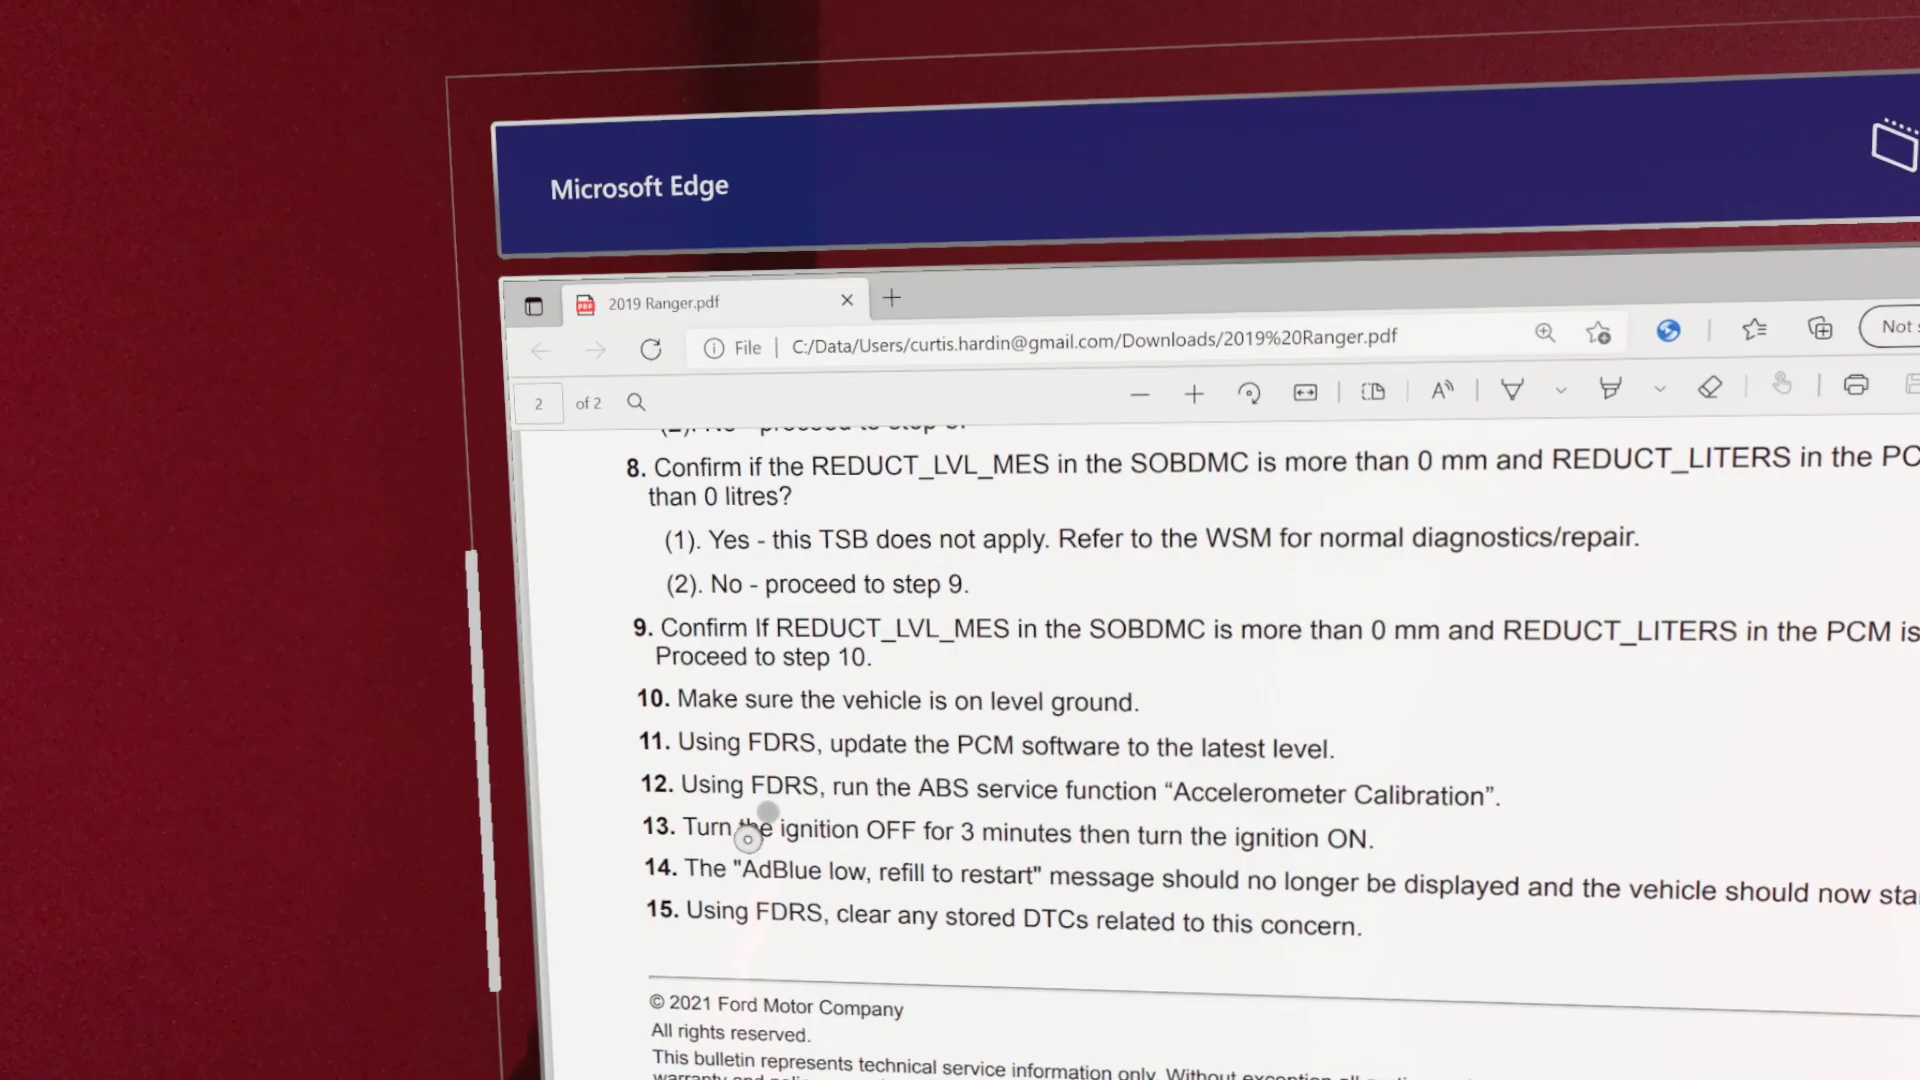 Microsoft Edge
2019 Ranger.pdf
File | C:/Data/Users/curtis.hardin@gmail.com/Downloads/2019%20Ranger.pdf
Not
2 of 2
(2). No - proceed to step
8. Confirm if the REDUCT_LVL_MES in the SOBDMC is more than 0 mm and REDUCT_LITERS in the PC
than 0 litres?
(1). Yes - this TSB does not apply. Refer to the WSM for normal diagnostics/repair.
(2). No - proceed to step 9.
9. Confirm If REDUCT_LVL_MES in the SOBDMC is more than 0 mm and REDUCT_LITERS in the PCM is
Proceed to step 10.
10. Make sure the vehicle is on level ground.
11. Using FDRS, update the PCM software to the latest level.
12. Using FDRS, run the ABS service function “Accelerometer Calibration”.
13. Turn the ignition OFF for 3 minutes then turn the ignition ON.
14. The "AdBlue low, refill to restart" message should no longer be displayed and the vehicle should now sta
15. Using FDRS, clear any stored DTCs related to this concern.
© 2021 Ford Motor Company
All rights reserved.
This bulletin represents technical service information only. Without exception